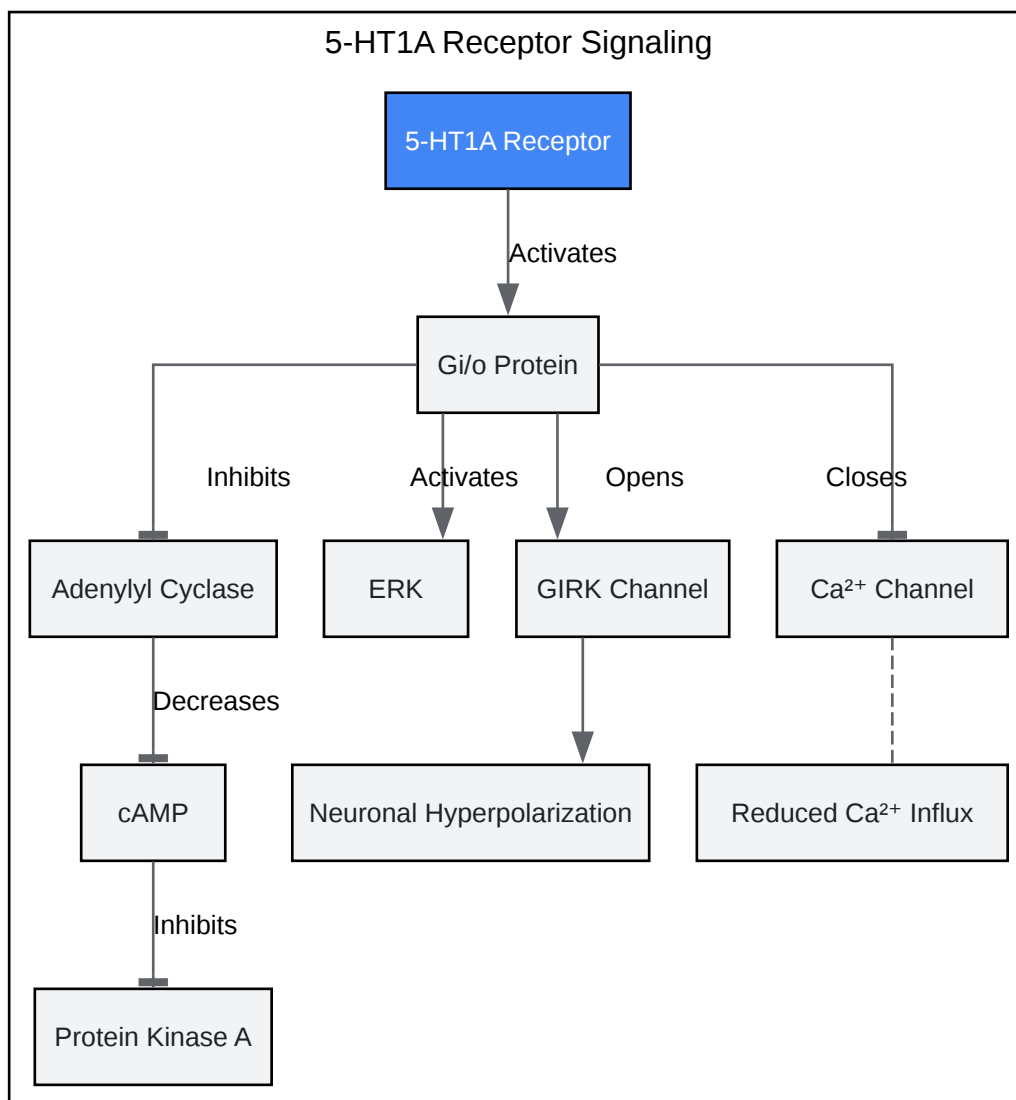 5-HT1A Receptor Signaling
5-HT1A Receptor
Activates
Gi/o Protein
Inhibits
Activates
Opens
Closes
Adenylyl Cyclase
ERK
GIRK Channel
Ca²⁺ Channel
Decreases
cAMP
Neuronal Hyperpolarization
Reduced Ca²⁺ Influx
Inhibits
Protein Kinase A